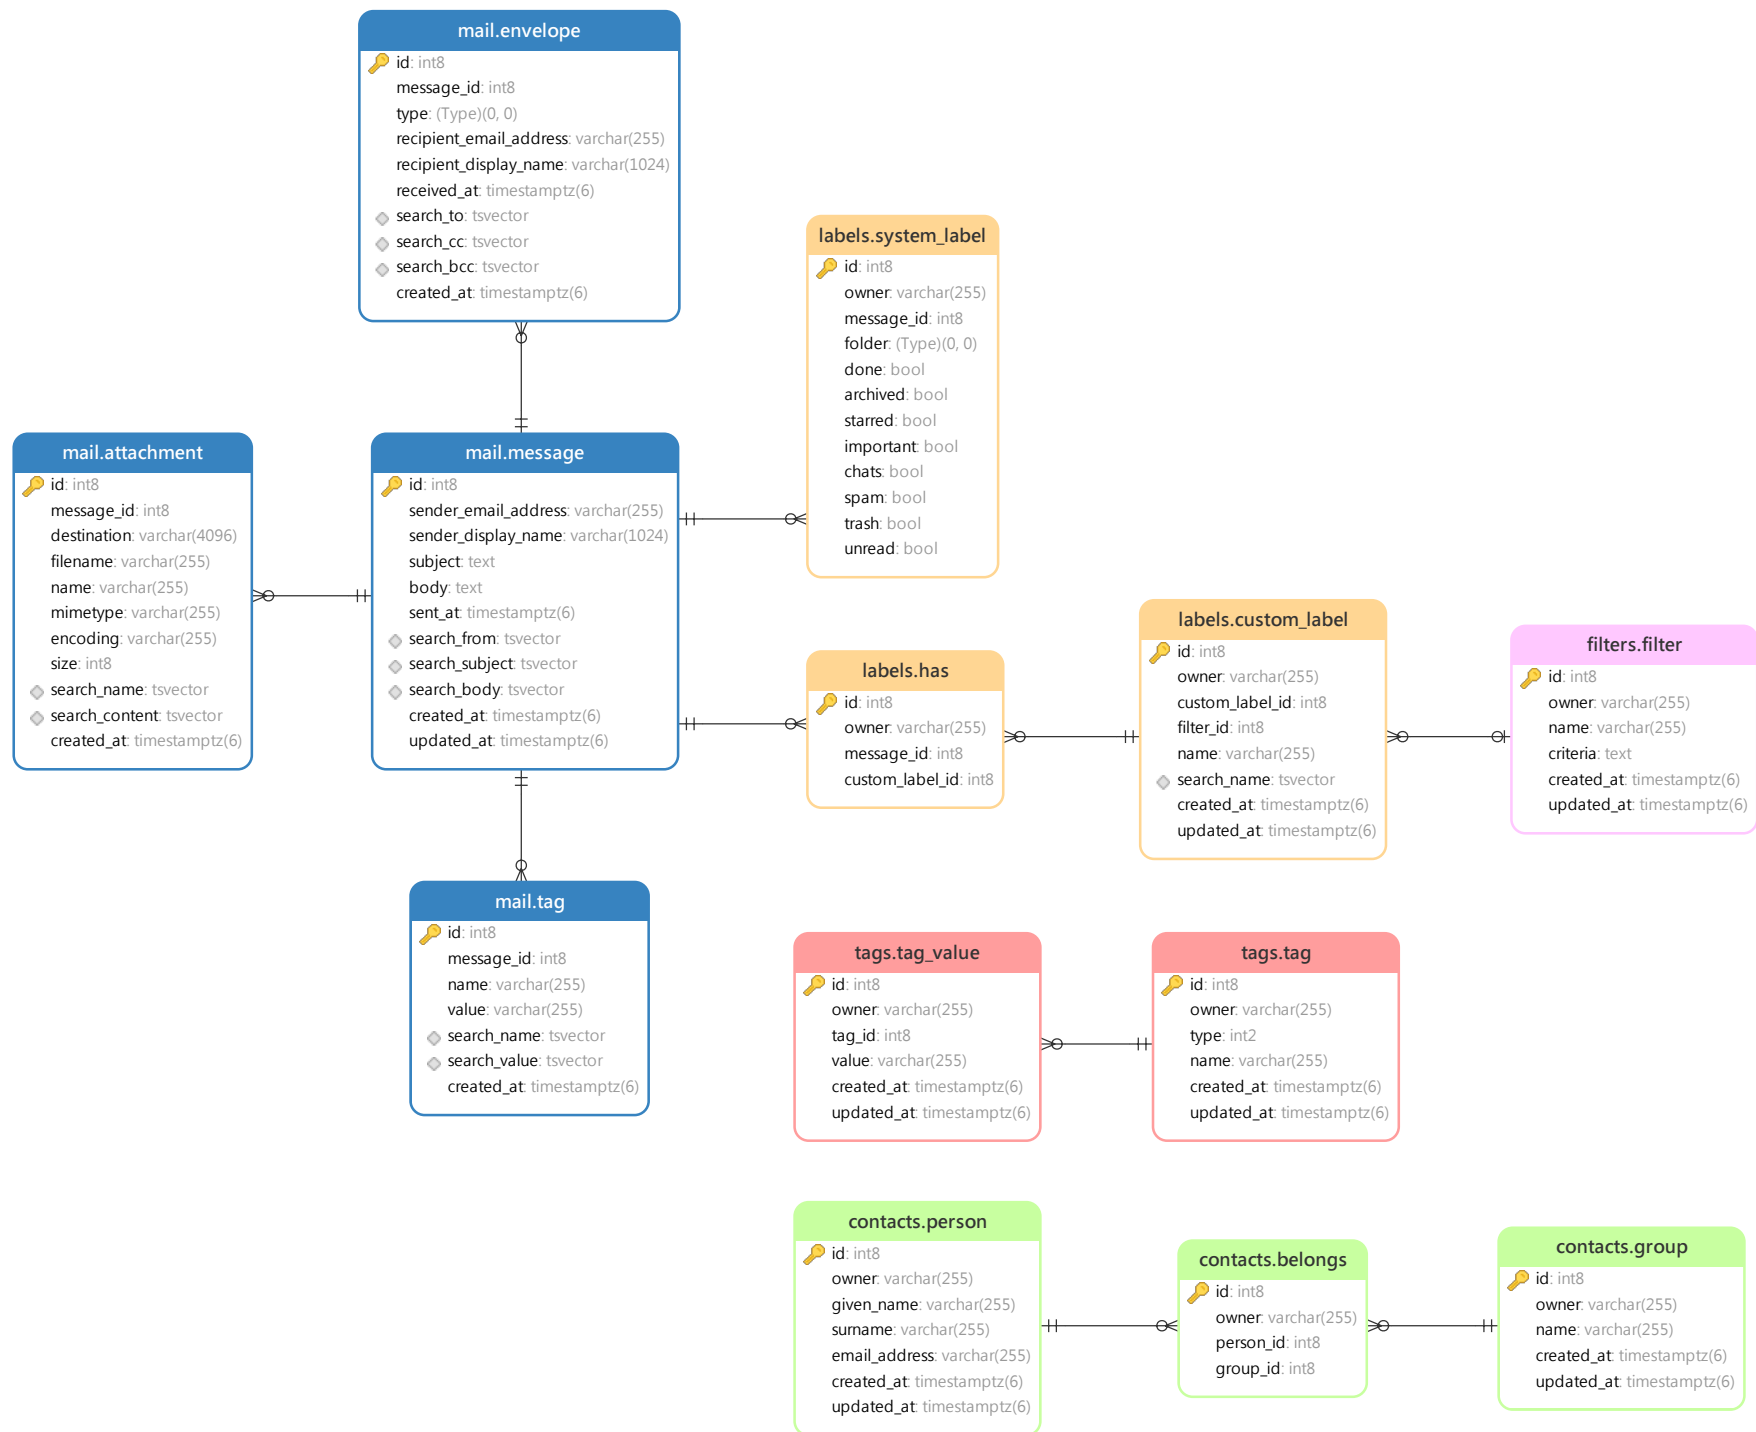 mail.envelope
id: int8
message_id: int8
type: (Type)(0, 0)
recipient_email_address: varchar(255)
recipient_display_name: varchar(1024)
received_at: timestamptz(6)
search_to: tsvector
search_cc: tsvector
search_bcc: tsvector
created_at: timestamptz(6)
labels.system_label
id: int8
owner: varchar(255)
message_id: int8
folder: (Type)(0, 0)
done: bool
archived: bool
starred: bool
important: bool
chats: bool
spam: bool
trash: bool
unread: bool
mail.attachment
id: int8
message_id: int8
destination: varchar(4096)
filename: varchar(255)
name: varchar(255)
mimetype: varchar(255)
encoding: varchar(255)
size: int8
search_name: tsvector
search_content: tsvector
created_at: timestamptz(6)
mail.message
id: int8
sender_email_address: varchar(255)
sender_display_name: varchar(1024)
subject: text
body: text
sent_at: timestamptz(6)
search_from: tsvector
search_subject: tsvector
search_body: tsvector
created_at: timestamptz(6)
updated_at: timestamptz(6)
labels.has
id: int8
owner: varchar(255)
message_id: int8
custom_label_id: int8
labels.custom_label
id: int8
owner: varchar(255)
custom_label_id: int8
filter_id: int8
name: varchar(255)
search_name: tsvector
created_at: timestamptz(6)
updated_at: timestamptz(6)
filters.filter
id: int8
owner: varchar(255)
name: varchar(255)
criteria: text
created_at: timestamptz(6)
updated_at: timestamptz(6)
mail.tag
id: int8
message_id: int8
name: varchar(255)
value: varchar(255)
search_name: tsvector
search_value: tsvector
created_at: timestamptz(6)
tags.tag_value
id: int8
owner: varchar(255)
tag_id: int8
value: varchar(255)
created_at: timestamptz(6)
updated_at: timestamptz(6)
tags.tag
id: int8
owner: varchar(255)
type: int2
name: varchar(255)
created_at: timestamptz(6)
updated_at: timestamptz(6)
contacts.person
id: int8
owner: varchar(255)
given_name: varchar(255)
surname: varchar(255)
email_address: varchar(255)
created_at: timestamptz(6)
updated_at: timestamptz(6)
contacts.belongs
id: int8
owner: varchar(255)
person_id: int8
group_id: int8
contacts.group
id: int8
owner: varchar(255)
name: varchar(255)
created_at: timestamptz(6)
updated_at: timestamptz(6)